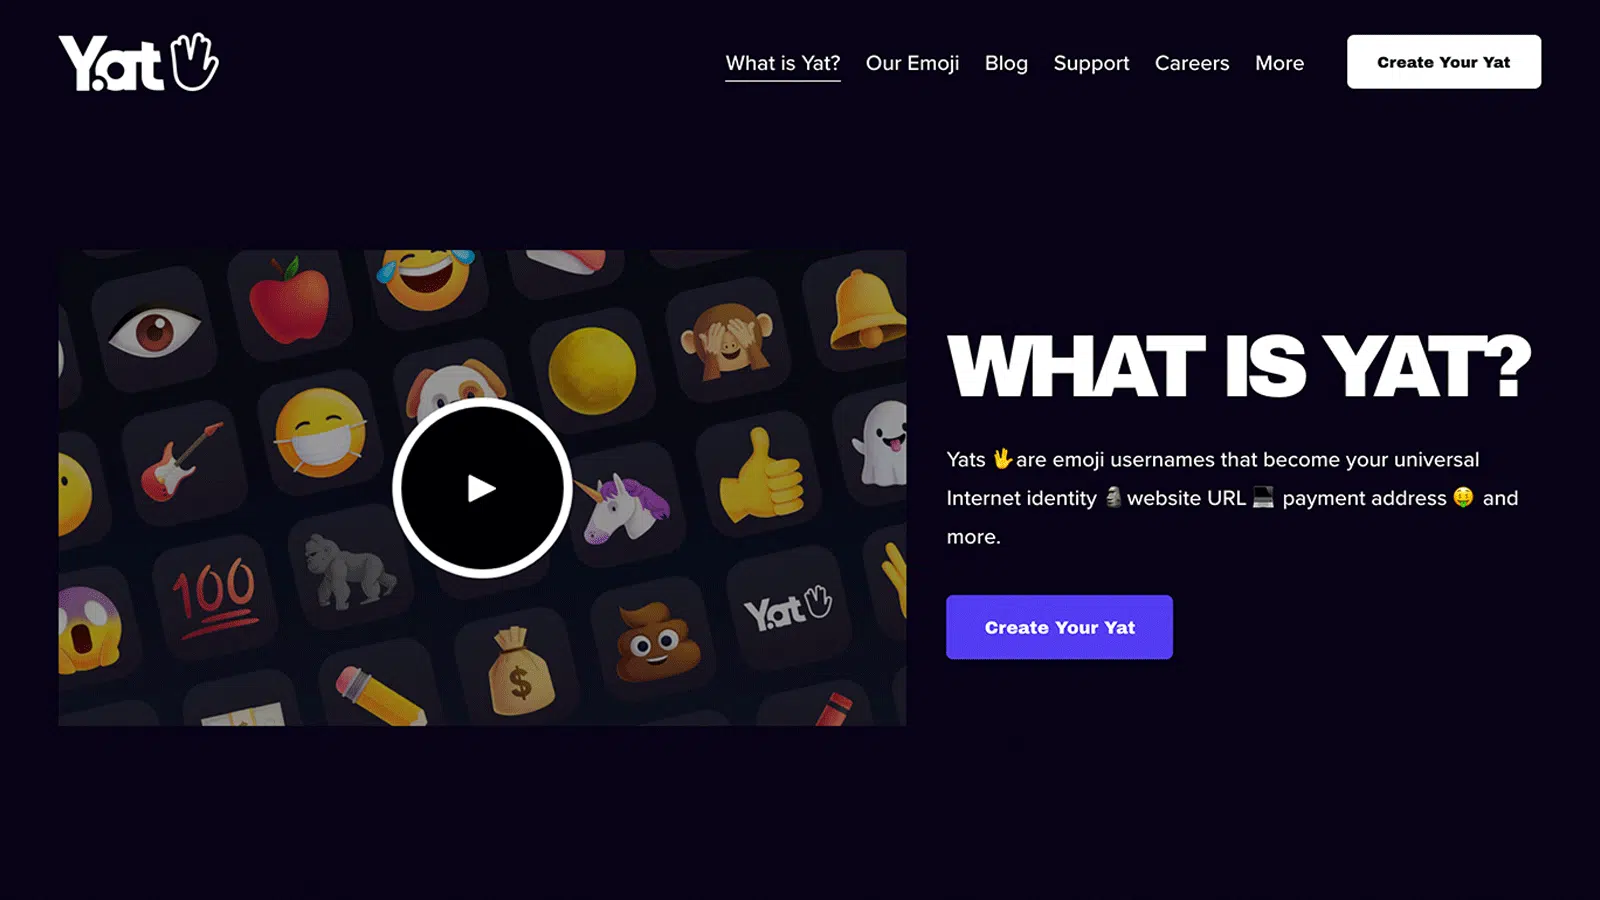 Yat
What is Yat? Our Emoji Blog Support Careers More Create Your Yat
100
$
Yat
WHAT IS YAT?
Yats 🖖 are emoji usernames that become your universal
Internet identity 🗿 website URL 💻 payment address 🤑 and
more.
Create Your Yat